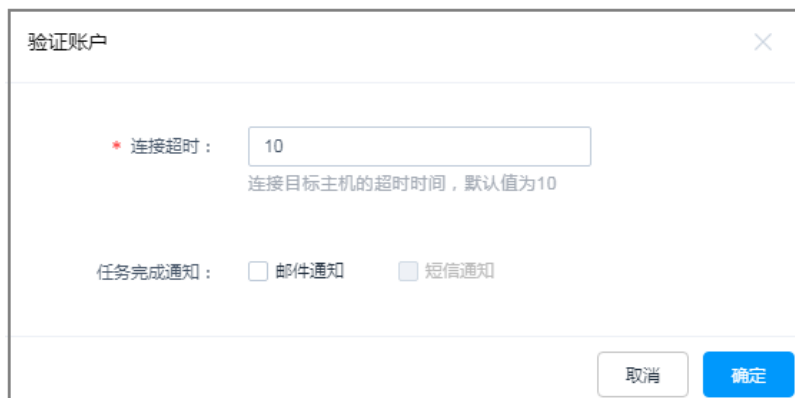 验证账户
* 连接超时： 10
连接目标主机的超时时间，默认值为10
任务完成通知： 邮件通知 短信通知
取消 确定